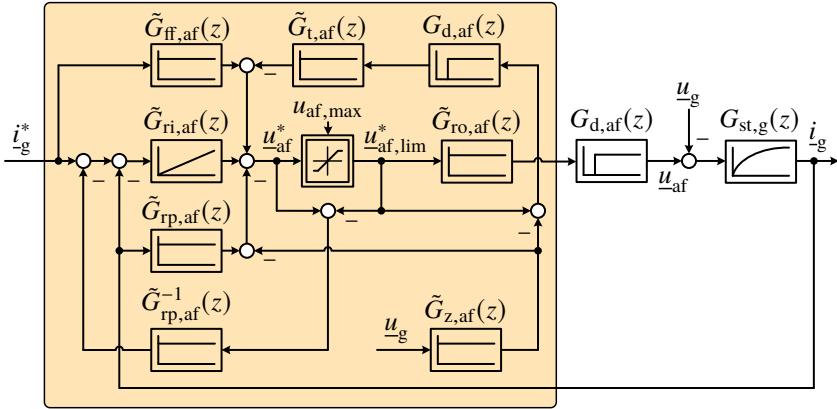 G̃ff,af(z) G̃t,af(z) Gd,af(z)
i*g G̃ri,af(z) u*af uaf,max u*af,lim G̃ro,af(z) Gd,af(z) uaf ug Gst,g(z) ig
G̃rp,af(z)
G̃⁻¹rp,af(z) ug G̃z,af(z)